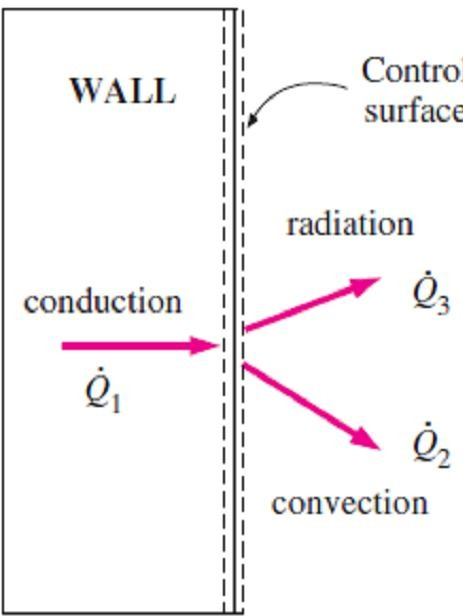 WALL
Control
surface
radiation
Q̇₃
conduction
Q̇₁
Q̇₂
convection